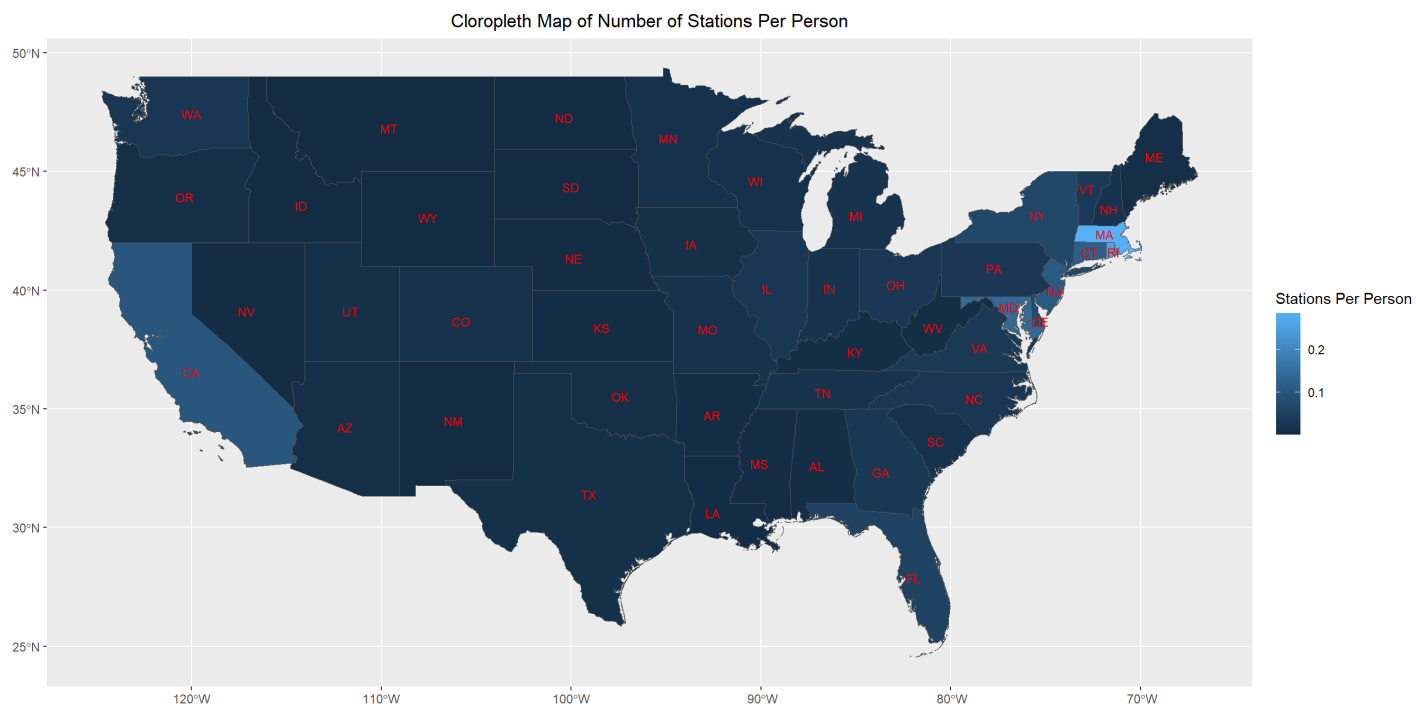 Cloropleth Map of Number of Stations Per Person
50°N
45°N
40°N
35°N
30°N
25°N
WA
MT
ND
MN
ME
OR
ID
WY
SD
WI
MI
VT
NH
NY
MA
CT
RI
NV
UT
CO
NE
IA
IL
IN
OH
PA
NJ
MD
DE
CA
KS
MO
KY
WV
VA
AZ
NM
OK
AR
TN
NC
TX
LA
MS
AL
GA
SC
FL
120°W
110°W
100°W
90°W
80°W
70°W
Stations Per Person
0.2
0.1